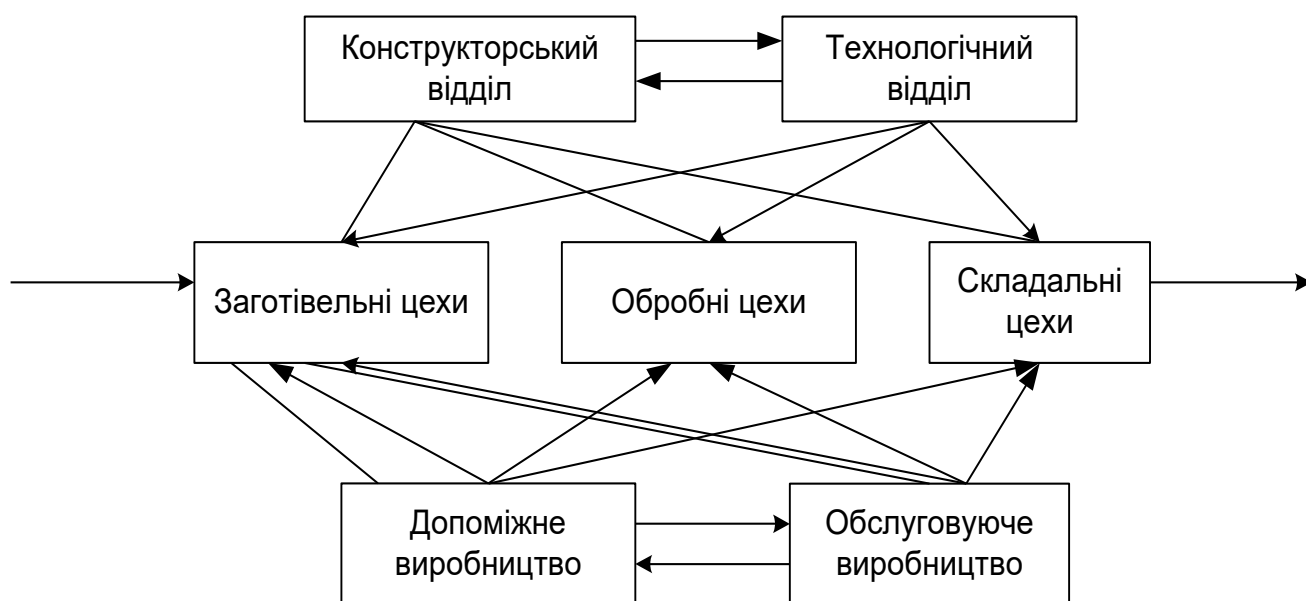 Конструкторський
відділ
Технологічний
відділ
Заготівельні цехи
Обробні цехи
Складальні
цехи
Допоміжне
виробництво
Обслуговуюче
виробництво